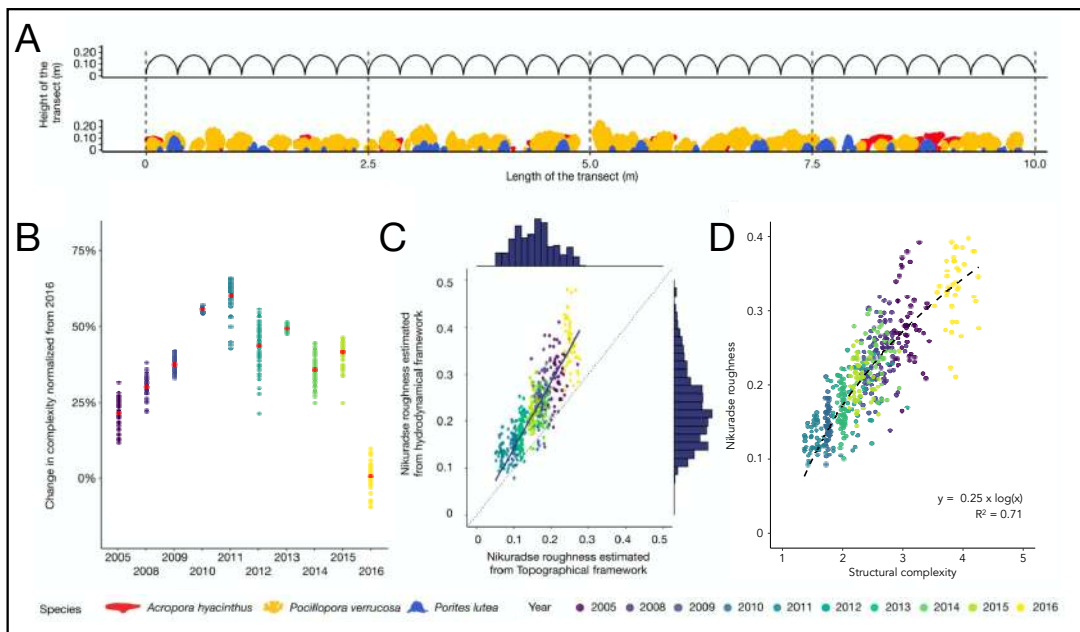 A
Height of the
transect (m)
0.20
0.10
0
0.20
0.10
0
0
2.5
5.0
7.5
10.0
Length of the transect (m)
B
Change in complexity normalized from 2016
75%
50%
25%
0%
2005 2009 2011 2013 2015
2008 2010 2012 2014 2016
C
Nikuradse roughness estimated
from hydrodynamical framework
0.5
0.4
0.3
0.2
0.1
0
0 0.1 0.2 0.3 0.4 0.5
Nikuradse roughness estimated
from Topographical framework
D
Nikuradse roughness
0.4
0.3
0.2
0.1
0
y = 0.25 x log(x)
R² = 0.71
1 2 3 4 5
Structural complexity
Species Acropora hyacinthus Pocillopora verrucosa Porites lutea Year 2005 2008 2009 2010 2011 2012 2013 2014 2015 2016